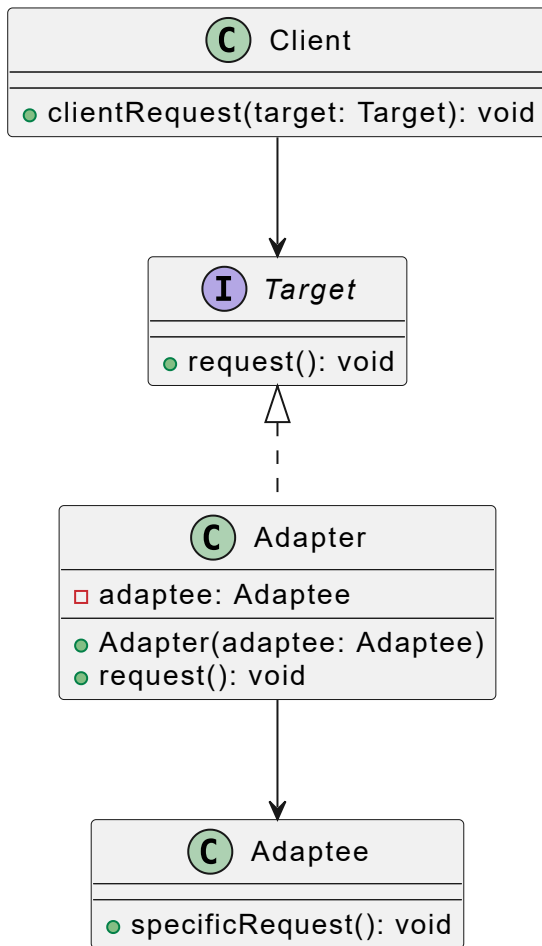 C Client
clientRequest(target: Target): void
I Target
request(): void
C Adapter
adaptee: Adaptee
Adapter(adaptee: Adaptee)
request(): void
C Adaptee
specificRequest(): void